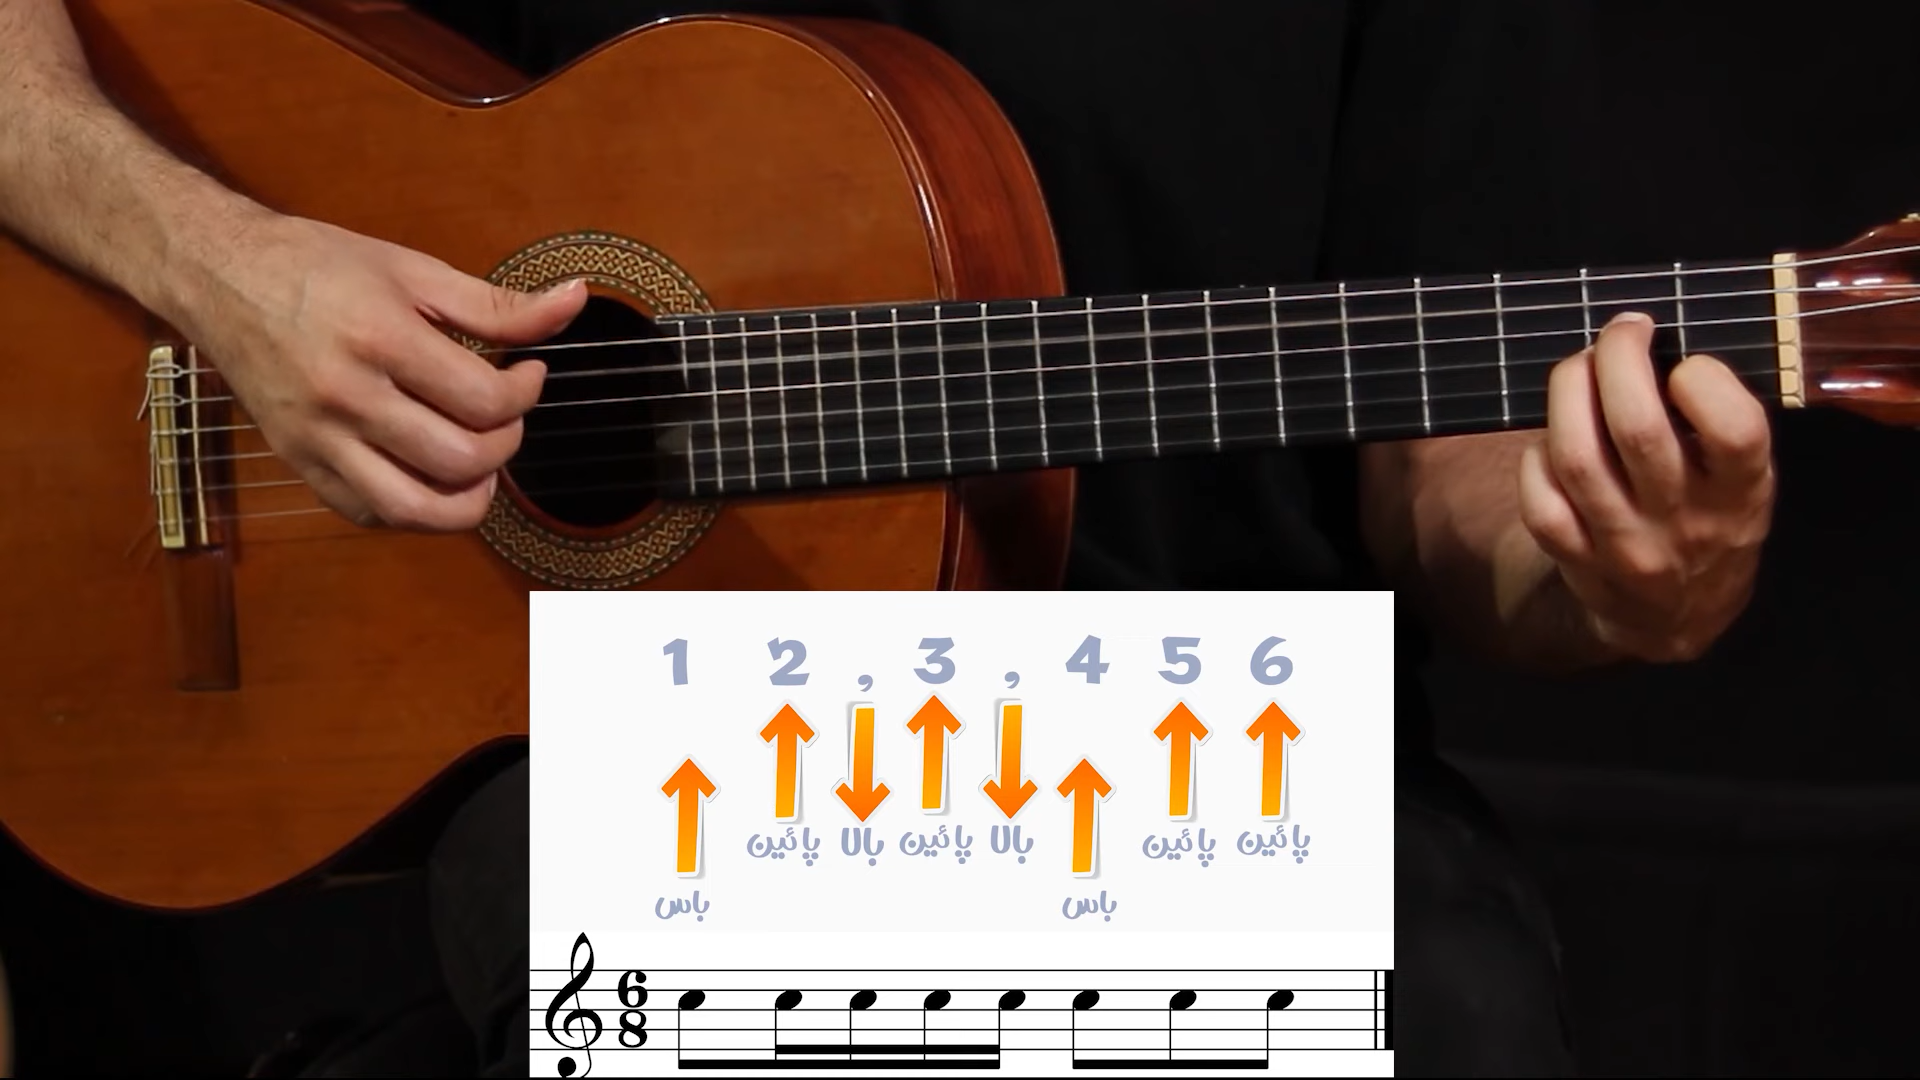 1 2 , 3 , 4 5 6
پائین بالا پائین بالا پائین پائین
باس باس
6
8